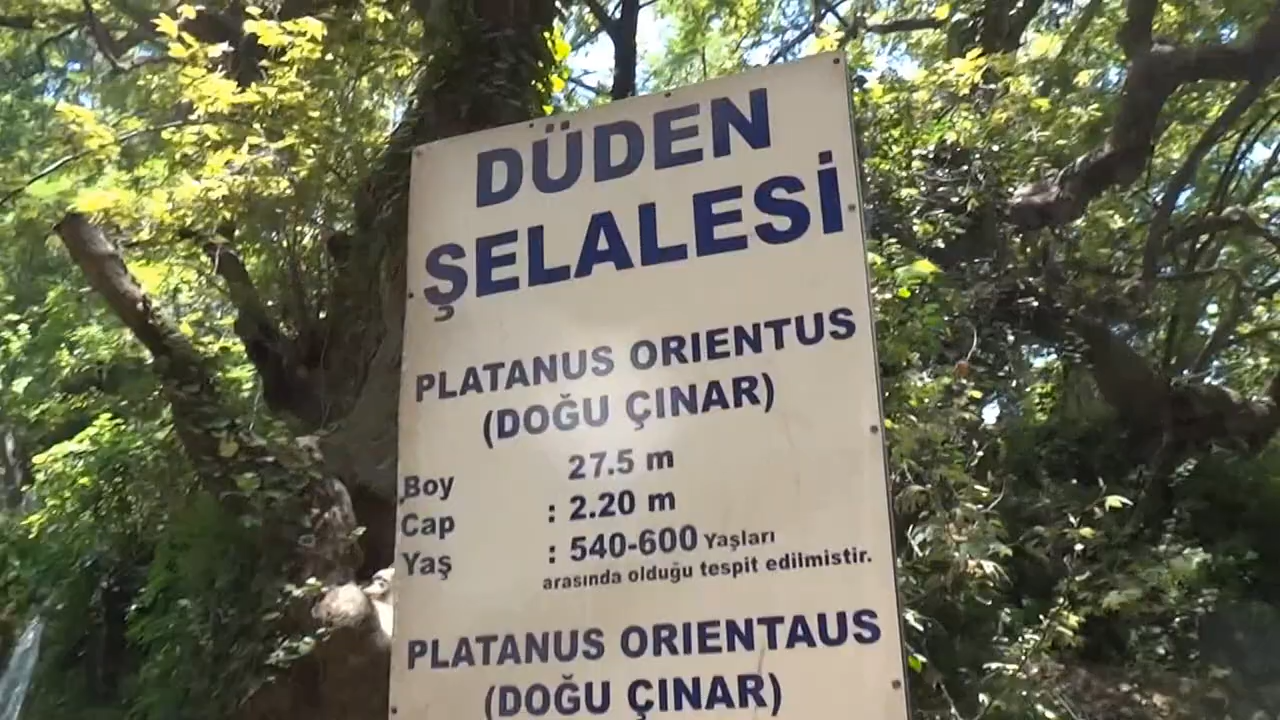 DÜDEN
ŞELALESİ
PLATANUS ORIENTUS
(DOĞU ÇINAR)
Boy 27.5 m
Cap : 2.20 m
Yaş : 540-600 Yaşları
arasında olduğu tespit edilmistir.
PLATANUS ORIENTAUS
(DOĞU ÇINAR)